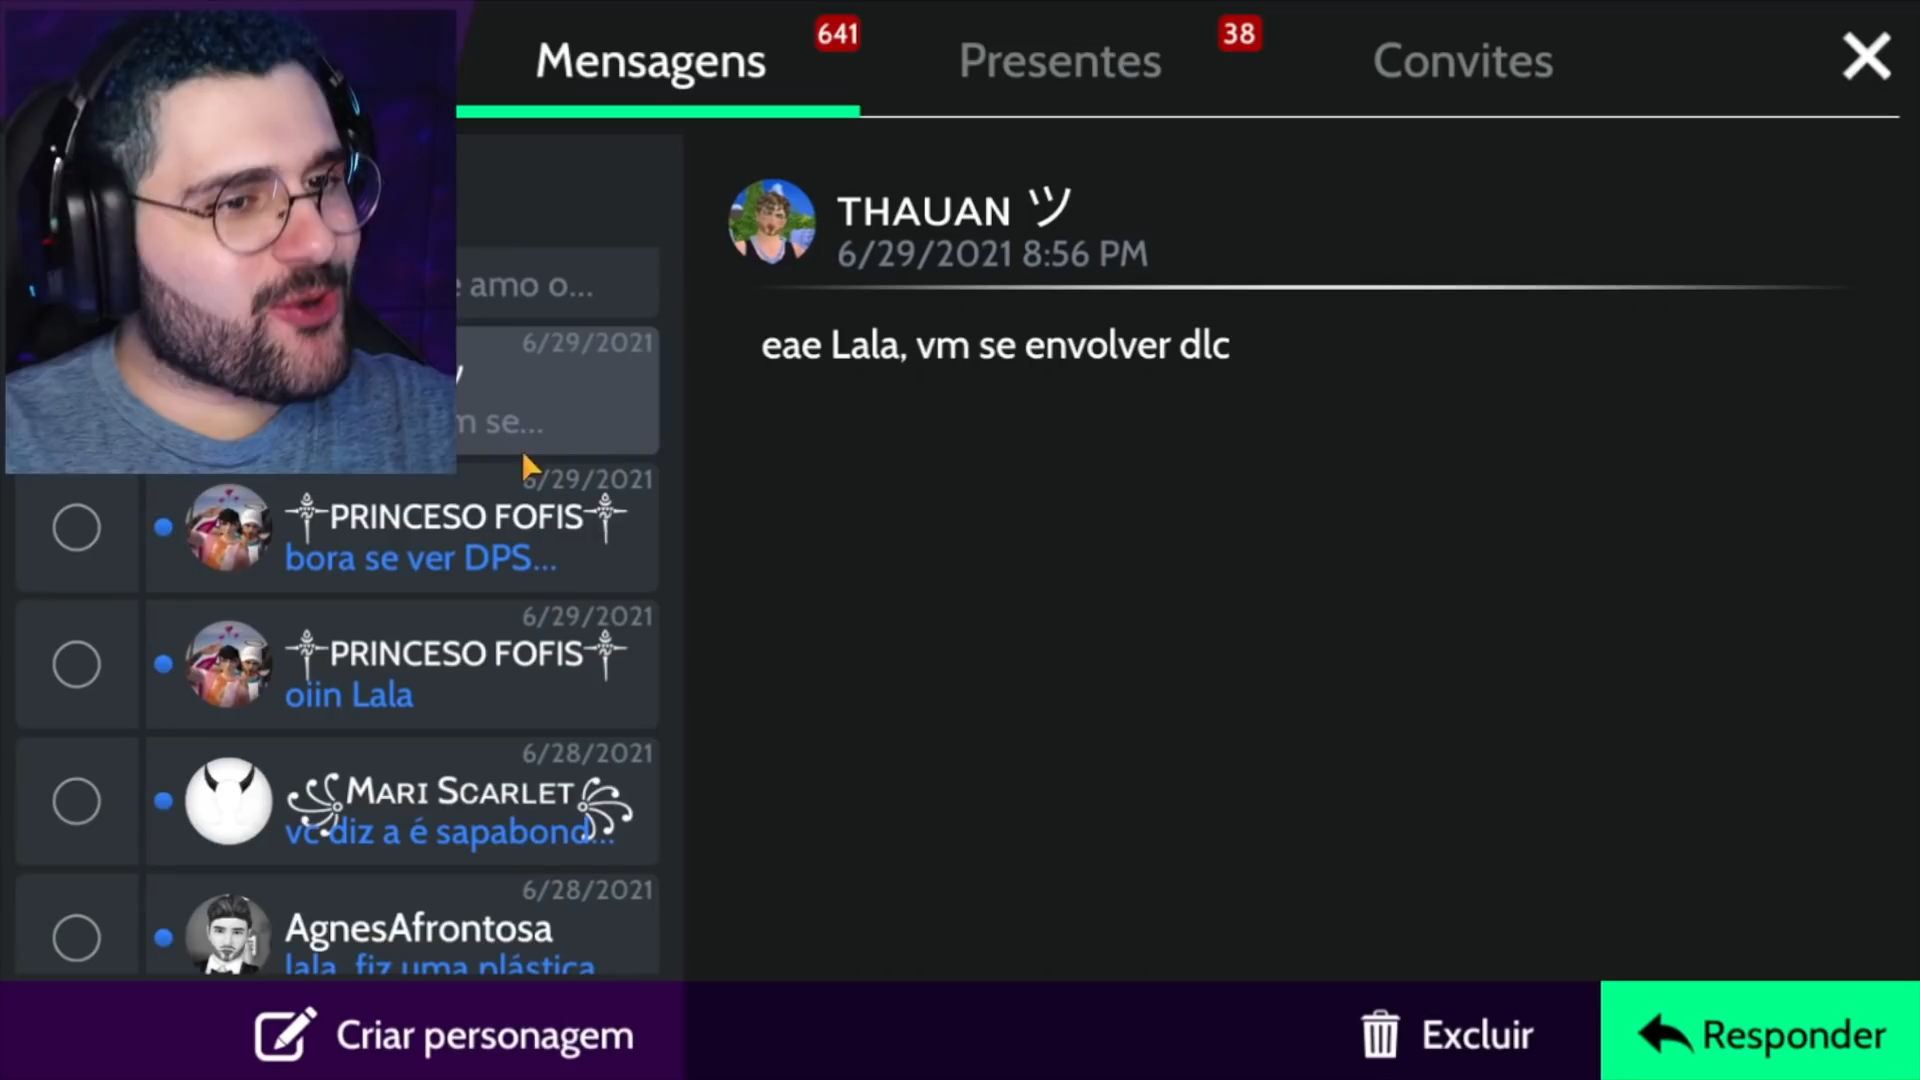 Mensagens
641
Presentes
38
Convites
THAUAN ツ
6/29/2021 8:56 PM
eae Lala, vm se envolver dlc
amo o...
6/29/2021
m se...
6/29/2021
PRINCESO FOFIS
bora se ver DPS...
6/29/2021
PRINCESO FOFIS
oiin Lala
6/28/2021
MARI SCARLET
vc diz a é sapabond...
6/28/2021
AgnesAfrontosa
lala, fiz uma plástica
Criar personagem
Excluir
Responder